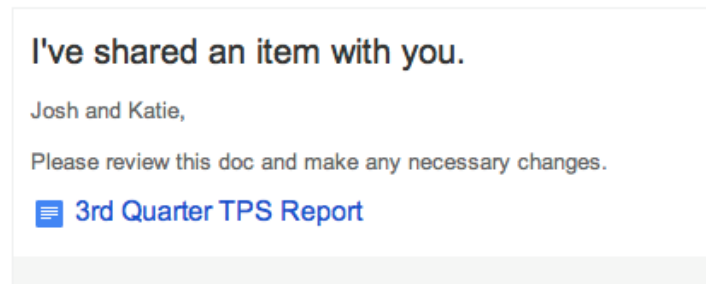 I've shared an item with you.
Josh and Katie,
Please review this doc and make any necessary changes.
3rd Quarter TPS Report